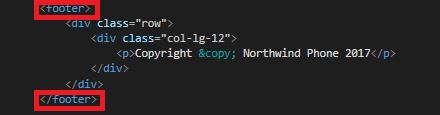 <footer>
<div class="row">
<div class="col-lg-12">
<p>Copyright &copy; Northwind Phone 2017</p>
</div>
</div>
</footer>